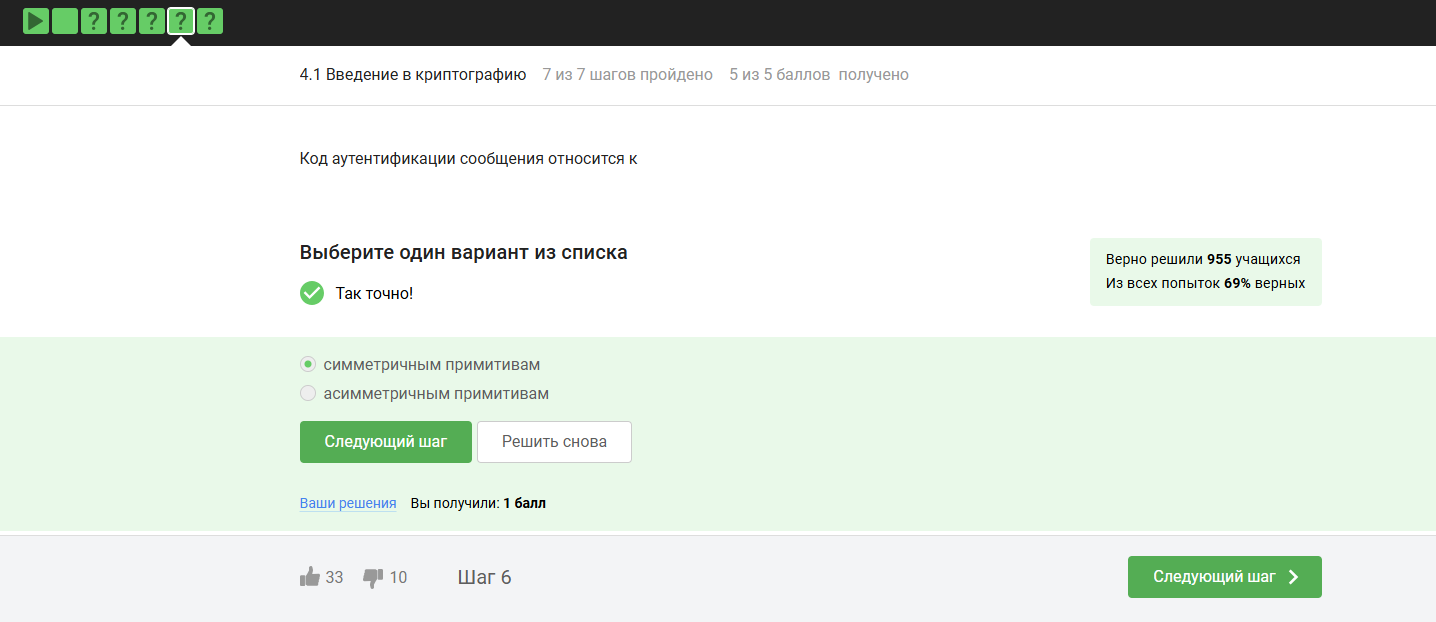 ? ? ? ? ?
4.1 Введение в криптографию 7 из 7 шагов пройдено 5 из 5 баллов получено
Код аутентификации сообщения относится к
Выберите один вариант из списка
Так точно!
Верно решили 955 учащихся
Из всех попыток 69% верных
симметричным примитивам
асимметричным примитивам
Следующий шаг Решить снова
Ваши решения Вы получили: 1 балл
33 10 Шаг 6 Следующий шаг